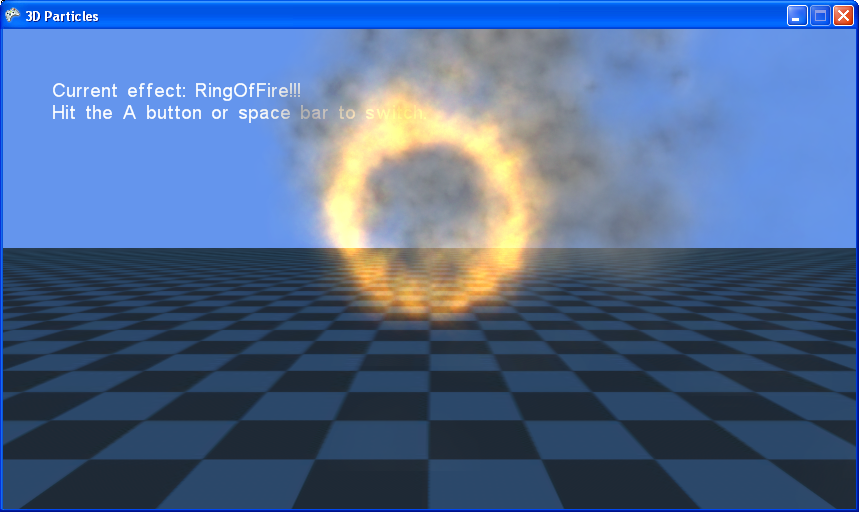 3D Particles
Current effect: RingOfFire!!!
Hit the A button or space bar to switch.